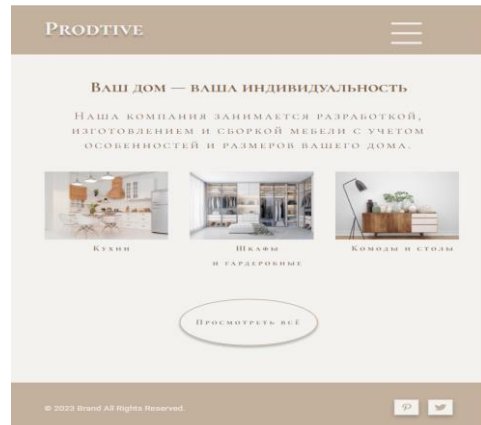 Prodtive
Ваш дом — ваша индивидуальность
Наша компания занимается разработкой,
изготовлением и сборкой мебели с учетом
особенностей и размеров вашего дома.
Кухни
Шкафы
и гардеробные
Комоды и столы
Просмотреть всё
© 2023 Brand All Rights Reserved.